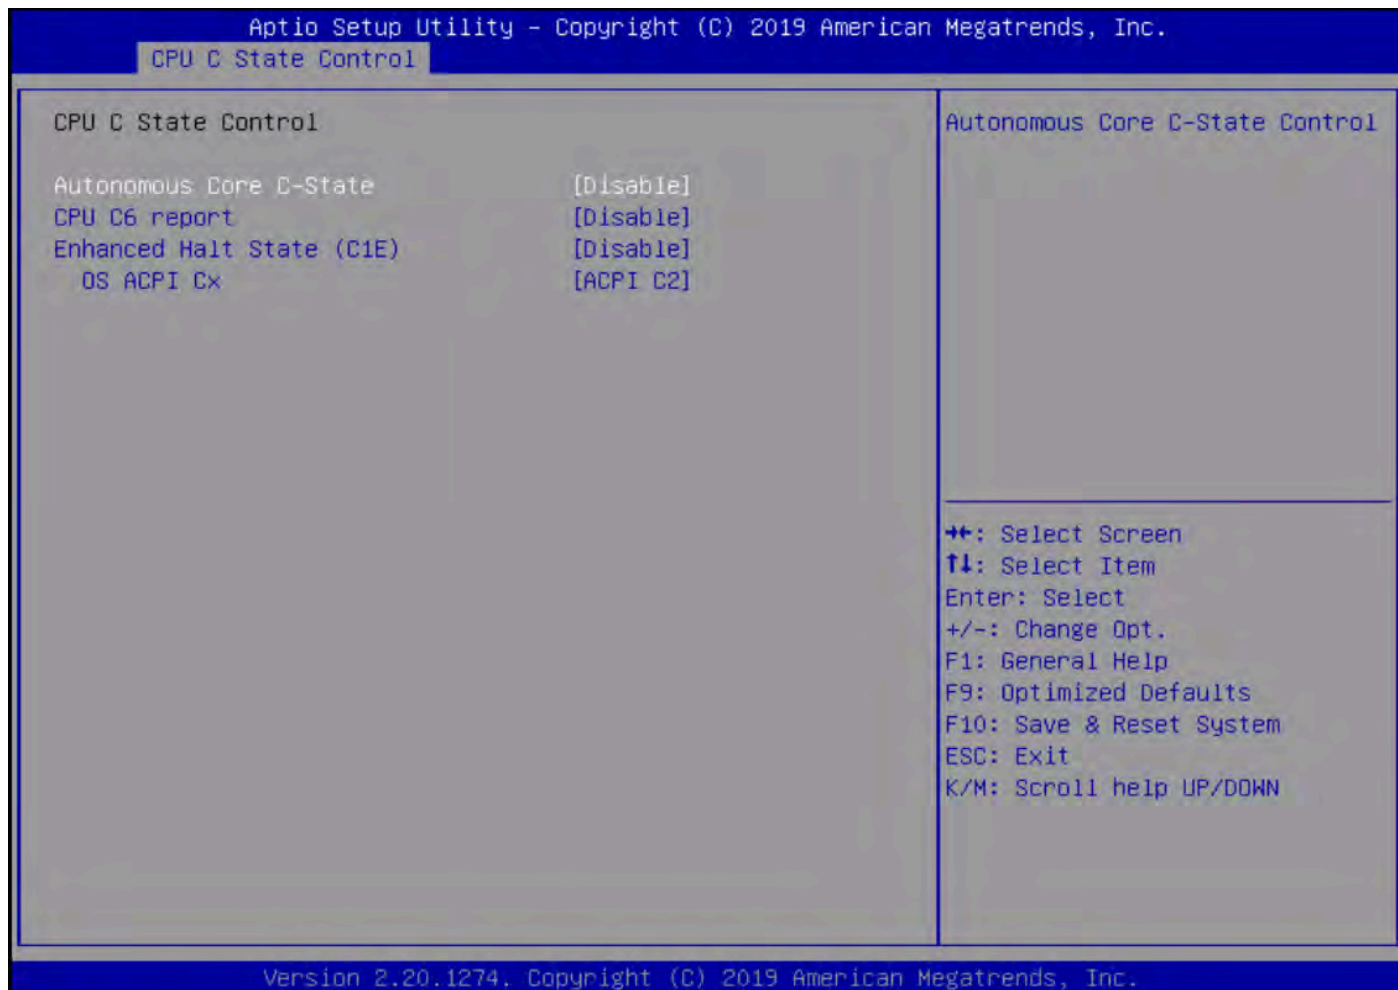 Aptio Setup Utility – Copyright (C) 2019 American Megatrends, Inc.
CPU C State Control
CPU C State Control
Autonomous Core C-State [Disable]
CPU C6 report [Disable]
Enhanced Halt State (C1E) [Disable]
OS ACPI Cx [ACPI C2]
Autonomous Core C-State Control
→←: Select Screen
↑↓: Select Item
Enter: Select
+/-: Change Opt.
F1: General Help
F9: Optimized Defaults
F10: Save & Reset System
ESC: Exit
K/M: Scroll help UP/DOWN
Version 2.20.1274. Copyright (C) 2019 American Megatrends, Inc.